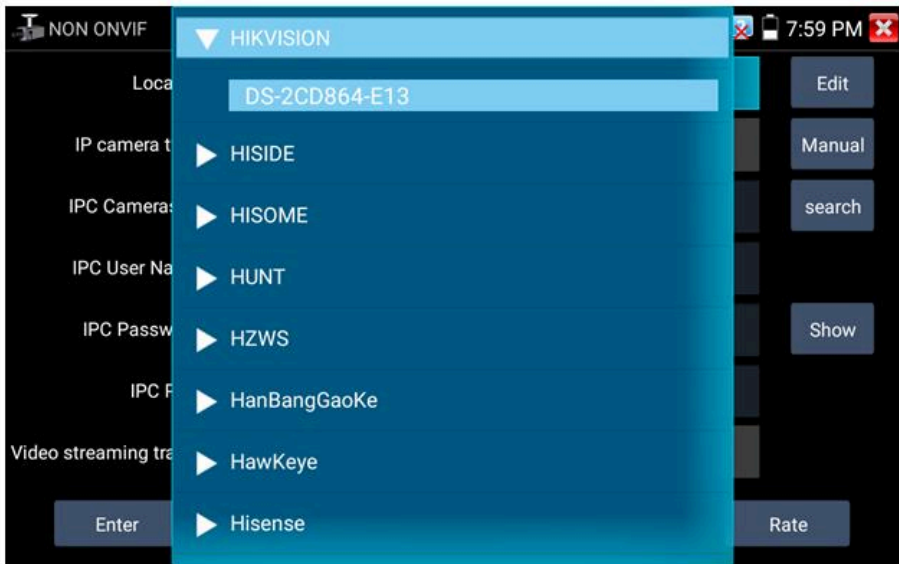 NON ONVIF
7:59 PM
HIKVISION
DS-2CD864-E13
Loca
Edit
IP camera t
HISIDE
Manual
IPC Camera
HISOME
search
IPC User Na
HUNT
IPC Passw
HZWS
Show
IPC
HanBangGaoKe
Video streaming tra
HawKeye
Enter
Hisense
Rate